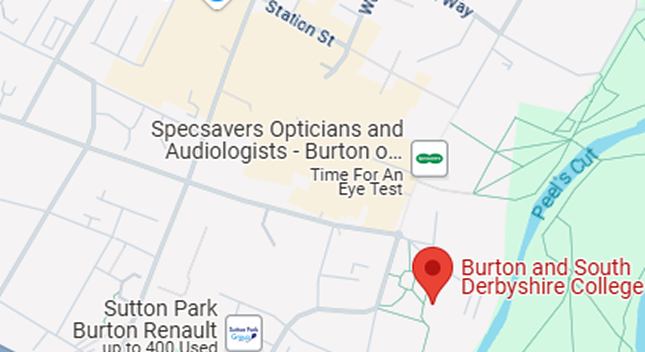 Station St
Way
Specsavers Opticians and
Audiologists - Burton o...
Time For An
Eye Test
Peel's Cut
Burton and South
Derbyshire College
Sutton Park
Burton Renault
up to 400 Used